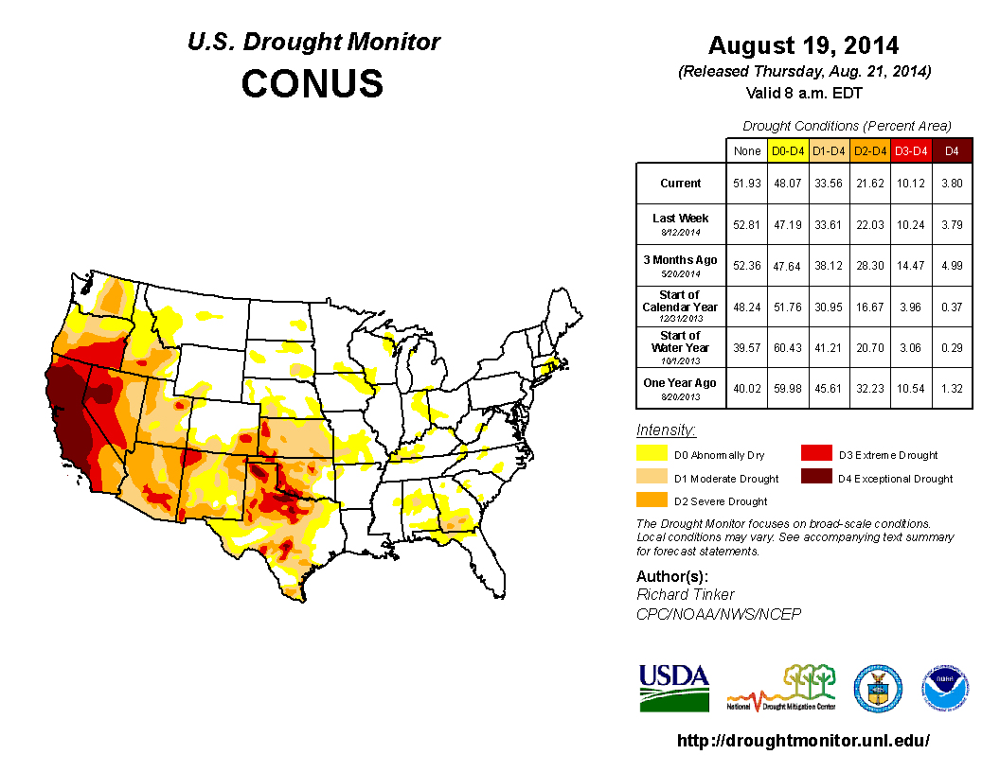 U.S. Drought Monitor
CONUS
August 19, 2014
(Released Thursday, Aug. 21, 2014)
Valid 8 a.m. EDT
Drought Conditions (Percent Area)
None D0-D4 D1-D4 D2-D4 D3-D4 D4
Current 51.93 48.07 33.56 21.62 10.12 3.80
Last Week
8/12/2014 52.81 47.19 33.61 22.03 10.24 3.79
3 Months Ago
5/20/2014 52.36 47.64 38.12 28.30 14.47 4.99
Start of
Calendar Year
12/31/2013 48.24 51.76 30.95 16.67 3.96 0.37
Start of
Water Year
10/1/2013 39.57 60.43 41.21 20.70 3.06 0.29
One Year Ago
8/20/2013 40.02 59.98 45.61 32.23 10.54 1.32
Intensity:
D0 Abnormally Dry
D1 Moderate Drought
D2 Severe Drought
D3 Extreme Drought
D4 Exceptional Drought
The Drought Monitor focuses on broad-scale conditions.
Local conditions may vary. See accompanying text summary
for forecast statements.
Author(s):
Richard Tinker
CPC/NOAA/NWS/NCEP
USDA
National Drought Mitigation Center
NOAA
http://droughtmonitor.unl.edu/